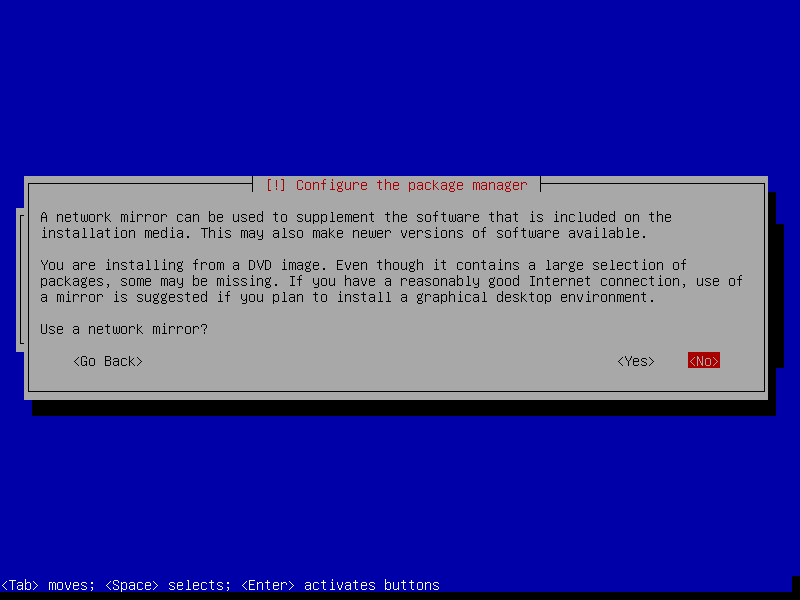 [!] Configure the package manager
A network mirror can be used to supplement the software that is included on the
installation media. This may also make newer versions of software available.
You are installing from a DVD image. Even though it contains a large selection of
packages, some may be missing. If you have a reasonably good Internet connection, use of
a mirror is suggested if you plan to install a graphical desktop environment.
Use a network mirror?
<Go Back> <Yes> <No>
<Tab> moves; <Space> selects; <Enter> activates buttons